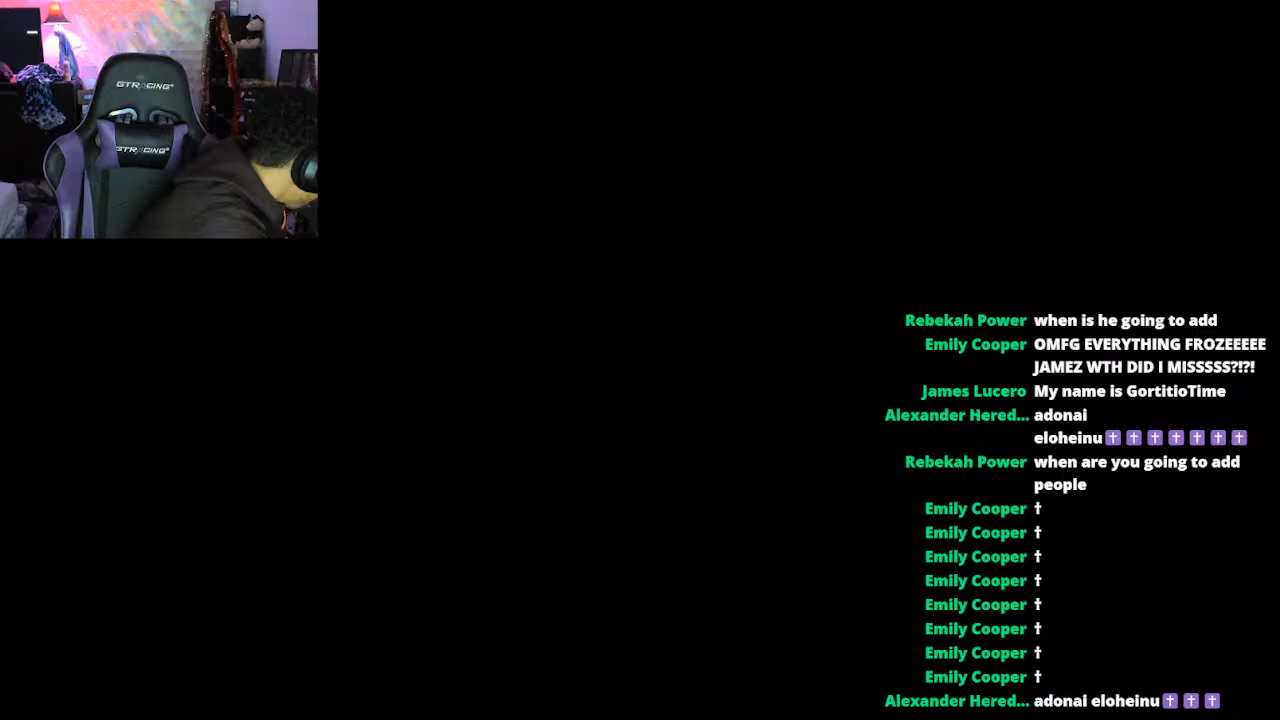 GTRACING
GTRACING
Rebekah Power when is he going to add
Emily Cooper OMFG EVERYTHING FROZEEEEE
JAMEZ WTH DID I MISSSSS?!?!
James Lucero My name is GortitioTime
Alexander Hered... adonai
eloheinu✝✝✝✝✝✝✝
Rebekah Power when are you going to add
people
Emily Cooper †
Emily Cooper †
Emily Cooper †
Emily Cooper †
Emily Cooper †
Emily Cooper †
Emily Cooper †
Emily Cooper †
Alexander Hered... adonai eloheinu✝✝✝